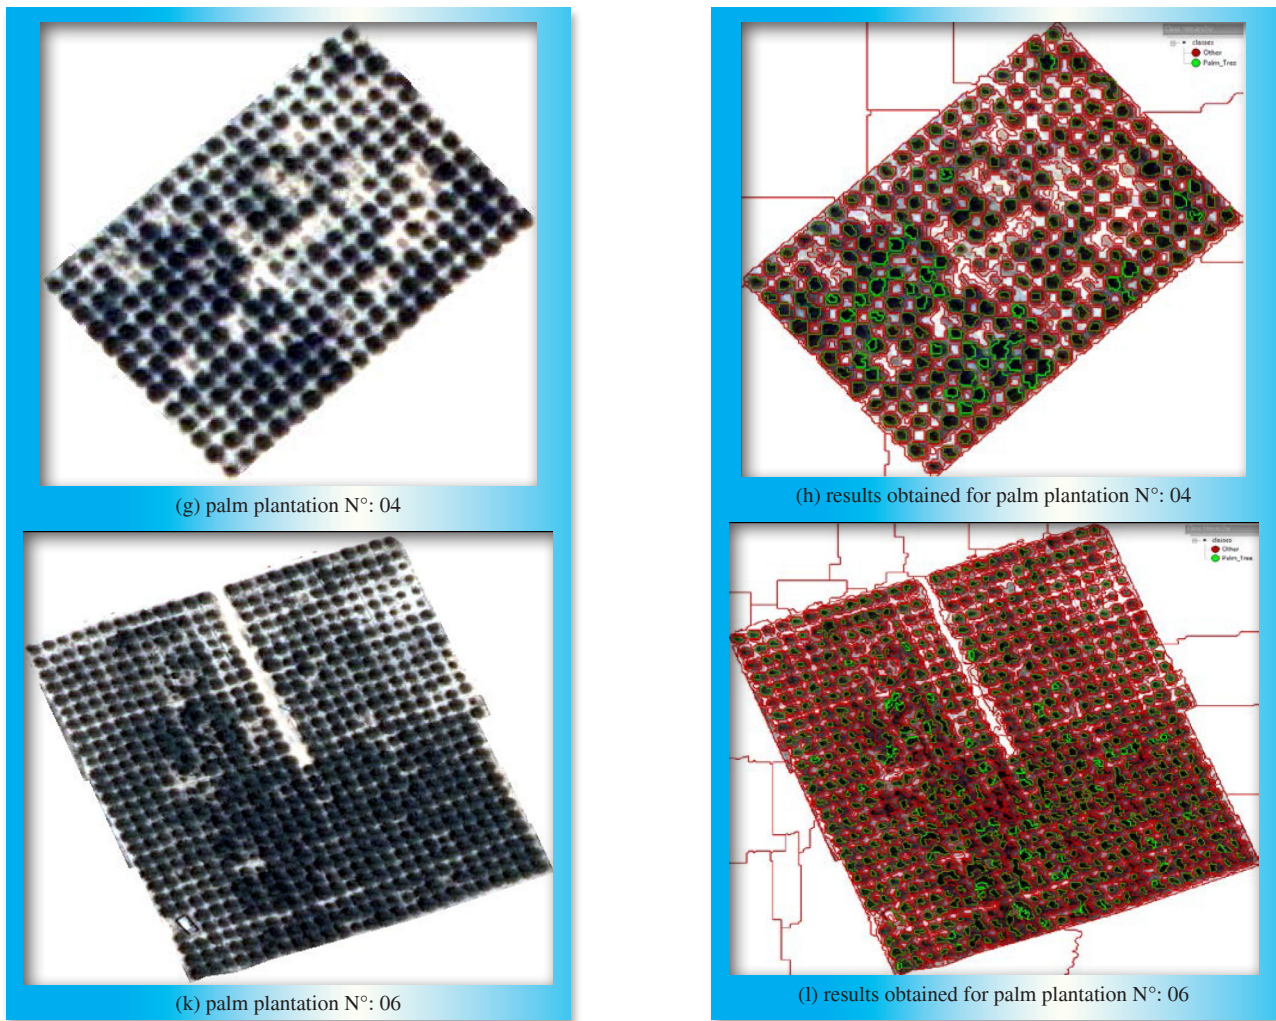 classes
Other
Palm_Tree
(g) palm plantation N°: 04
(h) results obtained for palm plantation N°: 04
classes
Other
Palm_Tree
(k) palm plantation N°: 06
(l) results obtained for palm plantation N°: 06